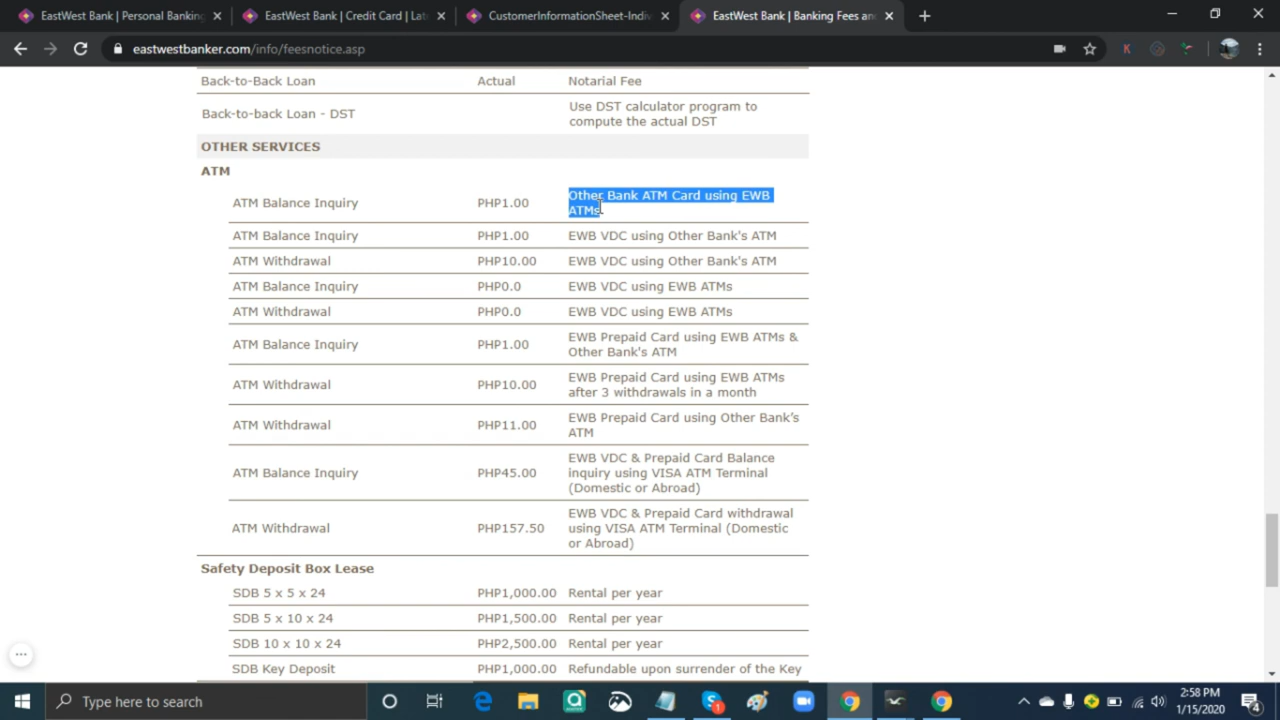 EastWest Bank | Personal Banking
EastWest Bank | Credit Card | Lat
CustomerInformationSheet-Indiv
EastWest Bank | Banking Fees an
eastwestbanker.com/info/feesnotice.asp
Back-to-Back Loan Actual Notarial Fee
Back-to-back Loan - DST Use DST calculator program to
compute the actual DST
OTHER SERVICES
ATM
ATM Balance Inquiry PHP1.00 Other Bank ATM Card using EWB
ATMs
ATM Balance Inquiry PHP1.00 EWB VDC using Other Bank's ATM
ATM Withdrawal PHP10.00 EWB VDC using Other Bank's ATM
ATM Balance Inquiry PHP0.0 EWB VDC using EWB ATMs
ATM Withdrawal PHP0.0 EWB VDC using EWB ATMs
ATM Balance Inquiry PHP1.00 EWB Prepaid Card using EWB ATMs &
Other Bank's ATM
ATM Withdrawal PHP10.00 EWB Prepaid Card using EWB ATMs
after 3 withdrawals in a month
ATM Withdrawal PHP11.00 EWB Prepaid Card using Other Bank’s
ATM
ATM Balance Inquiry PHP45.00 EWB VDC & Prepaid Card Balance
inquiry using VISA ATM Terminal
(Domestic or Abroad)
ATM Withdrawal PHP157.50 EWB VDC & Prepaid Card withdrawal
using VISA ATM Terminal (Domestic
or Abroad)
Safety Deposit Box Lease
SDB 5 x 5 x 24 PHP1,000.00 Rental per year
SDB 5 x 10 x 24 PHP1,500.00 Rental per year
SDB 10 x 10 x 24 PHP2,500.00 Rental per year
SDB Key Deposit PHP1,000.00 Refundable upon surrender of the Key
Type here to search
2:58 PM
1/15/2020